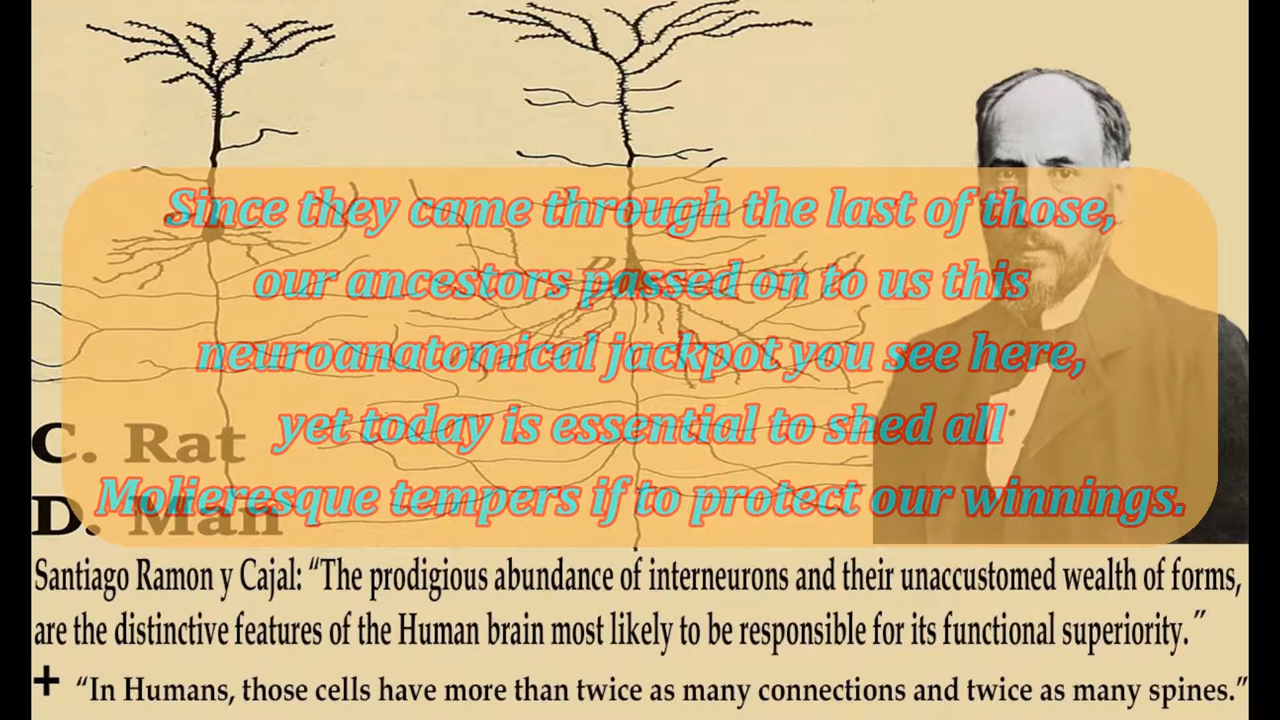 Since they came through the last of those,
our ancestors passed on to us this
neuroanatomical jackpot you see here,
yet today is essential to shed all
Molieresque tempers if to protect our winnings.
C. Rat
D. Man
Santiago Ramon y Cajal: “The prodigious abundance of interneurons and their unaccustomed wealth of forms,
are the distinctive features of the Human brain most likely to be responsible for its functional superiority.”
+ “In Humans, those cells have more than twice as many connections and twice as many spines.”